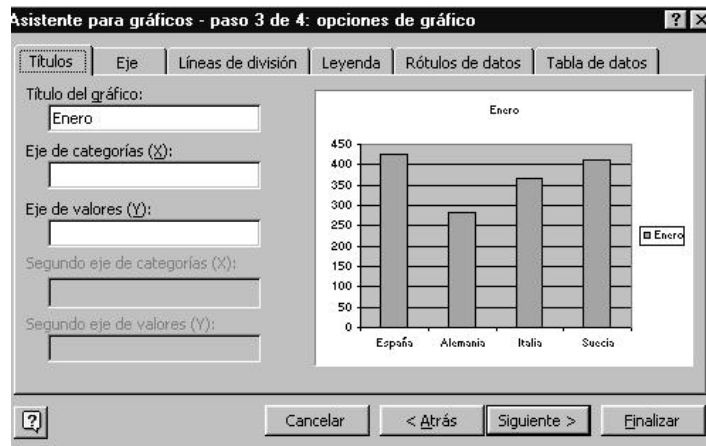 Asistente para gráficos - paso 3 de 4: opciones de gráfico
Títulos Eje Líneas de división Leyenda Rótulos de datos Tabla de datos
Título del gráfico:
Enero
Eje de categorías (X):
Eje de valores (Y):
Segundo eje de categorías (X):
Segundo eje de valores (Y):
Enero
450
400
350
300
250
200
150
100
50
0
España Alemania Italia Suecia
Enero
Cancelar < Atrás Siguiente > Finalizar